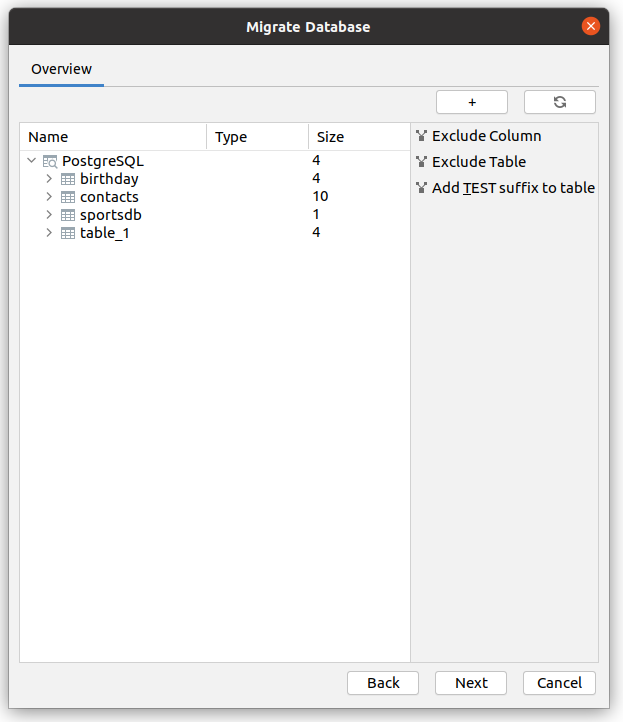 Migrate Database
Overview
+
Name Type Size
PostgreSQL 4
birthday 4
contacts 10
sportsdb 1
table_1 4
Exclude Column
Exclude Table
Add TEST suffix to table
Back Next Cancel